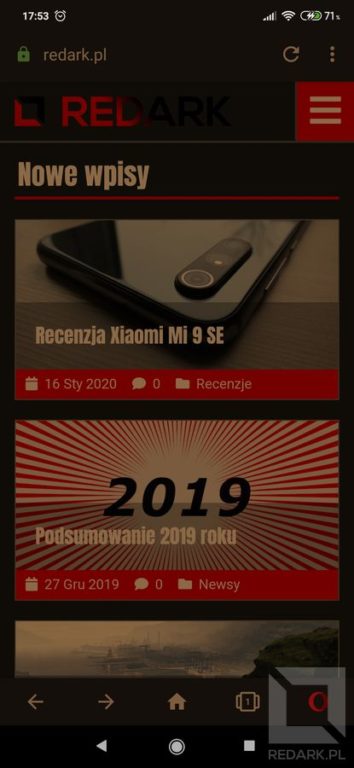 17:53
71%
redark.pl
REDARK
Nowe wpisy
Recenzja Xiaomi Mi 9 SE
16 Sty 2020 0 Recenzje
2019
Podsumowanie 2019 roku
27 Gru 2019 0 Newsy
1
REDARK.PL